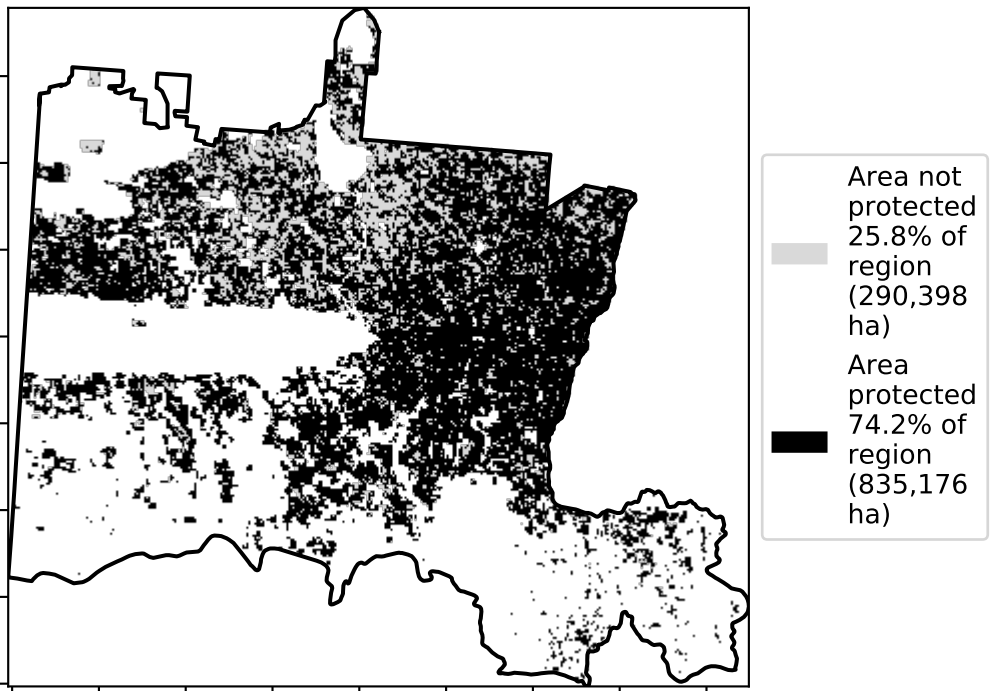 Area not
protected
25.8% of
region
(290,398
ha)
Area
protected
74.2% of
region
(835,176
ha)